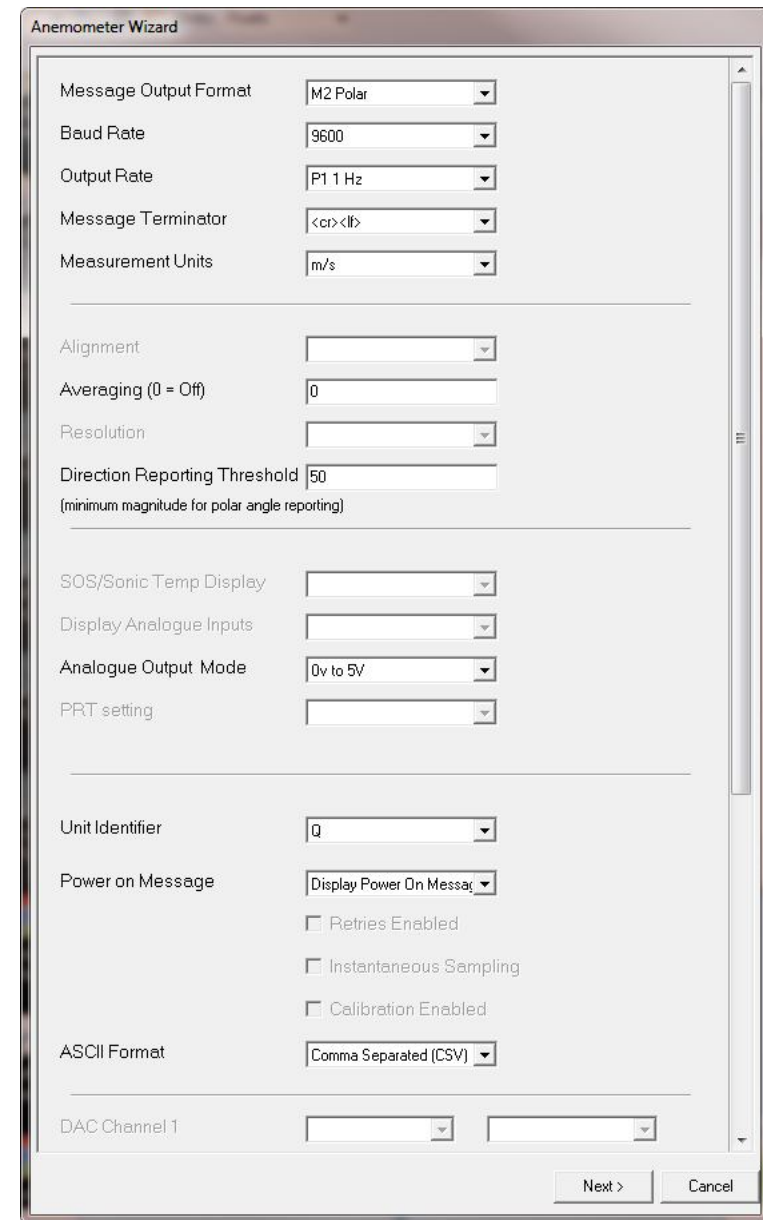 Anemometer Wizard
Message Output Format M2 Polar
Baud Rate 9600
Output Rate P1 1 Hz
Message Terminator <cr><lf>
Measurement Units m/s
Alignment
Averaging (0 = Off) 0
Resolution
Direction Reporting Threshold 50
(minimum magnitude for polar angle reporting)
SOS/Sonic Temp Display
Display Analogue Inputs
Analogue Output Mode 0v to 5V
PRT setting
Unit Identifier Q
Power on Message Display Power On Messag
Retries Enabled
Instantaneous Sampling
Calibration Enabled
ASCII Format Comma Separated (CSV)
DAC Channel 1
Next > Cancel